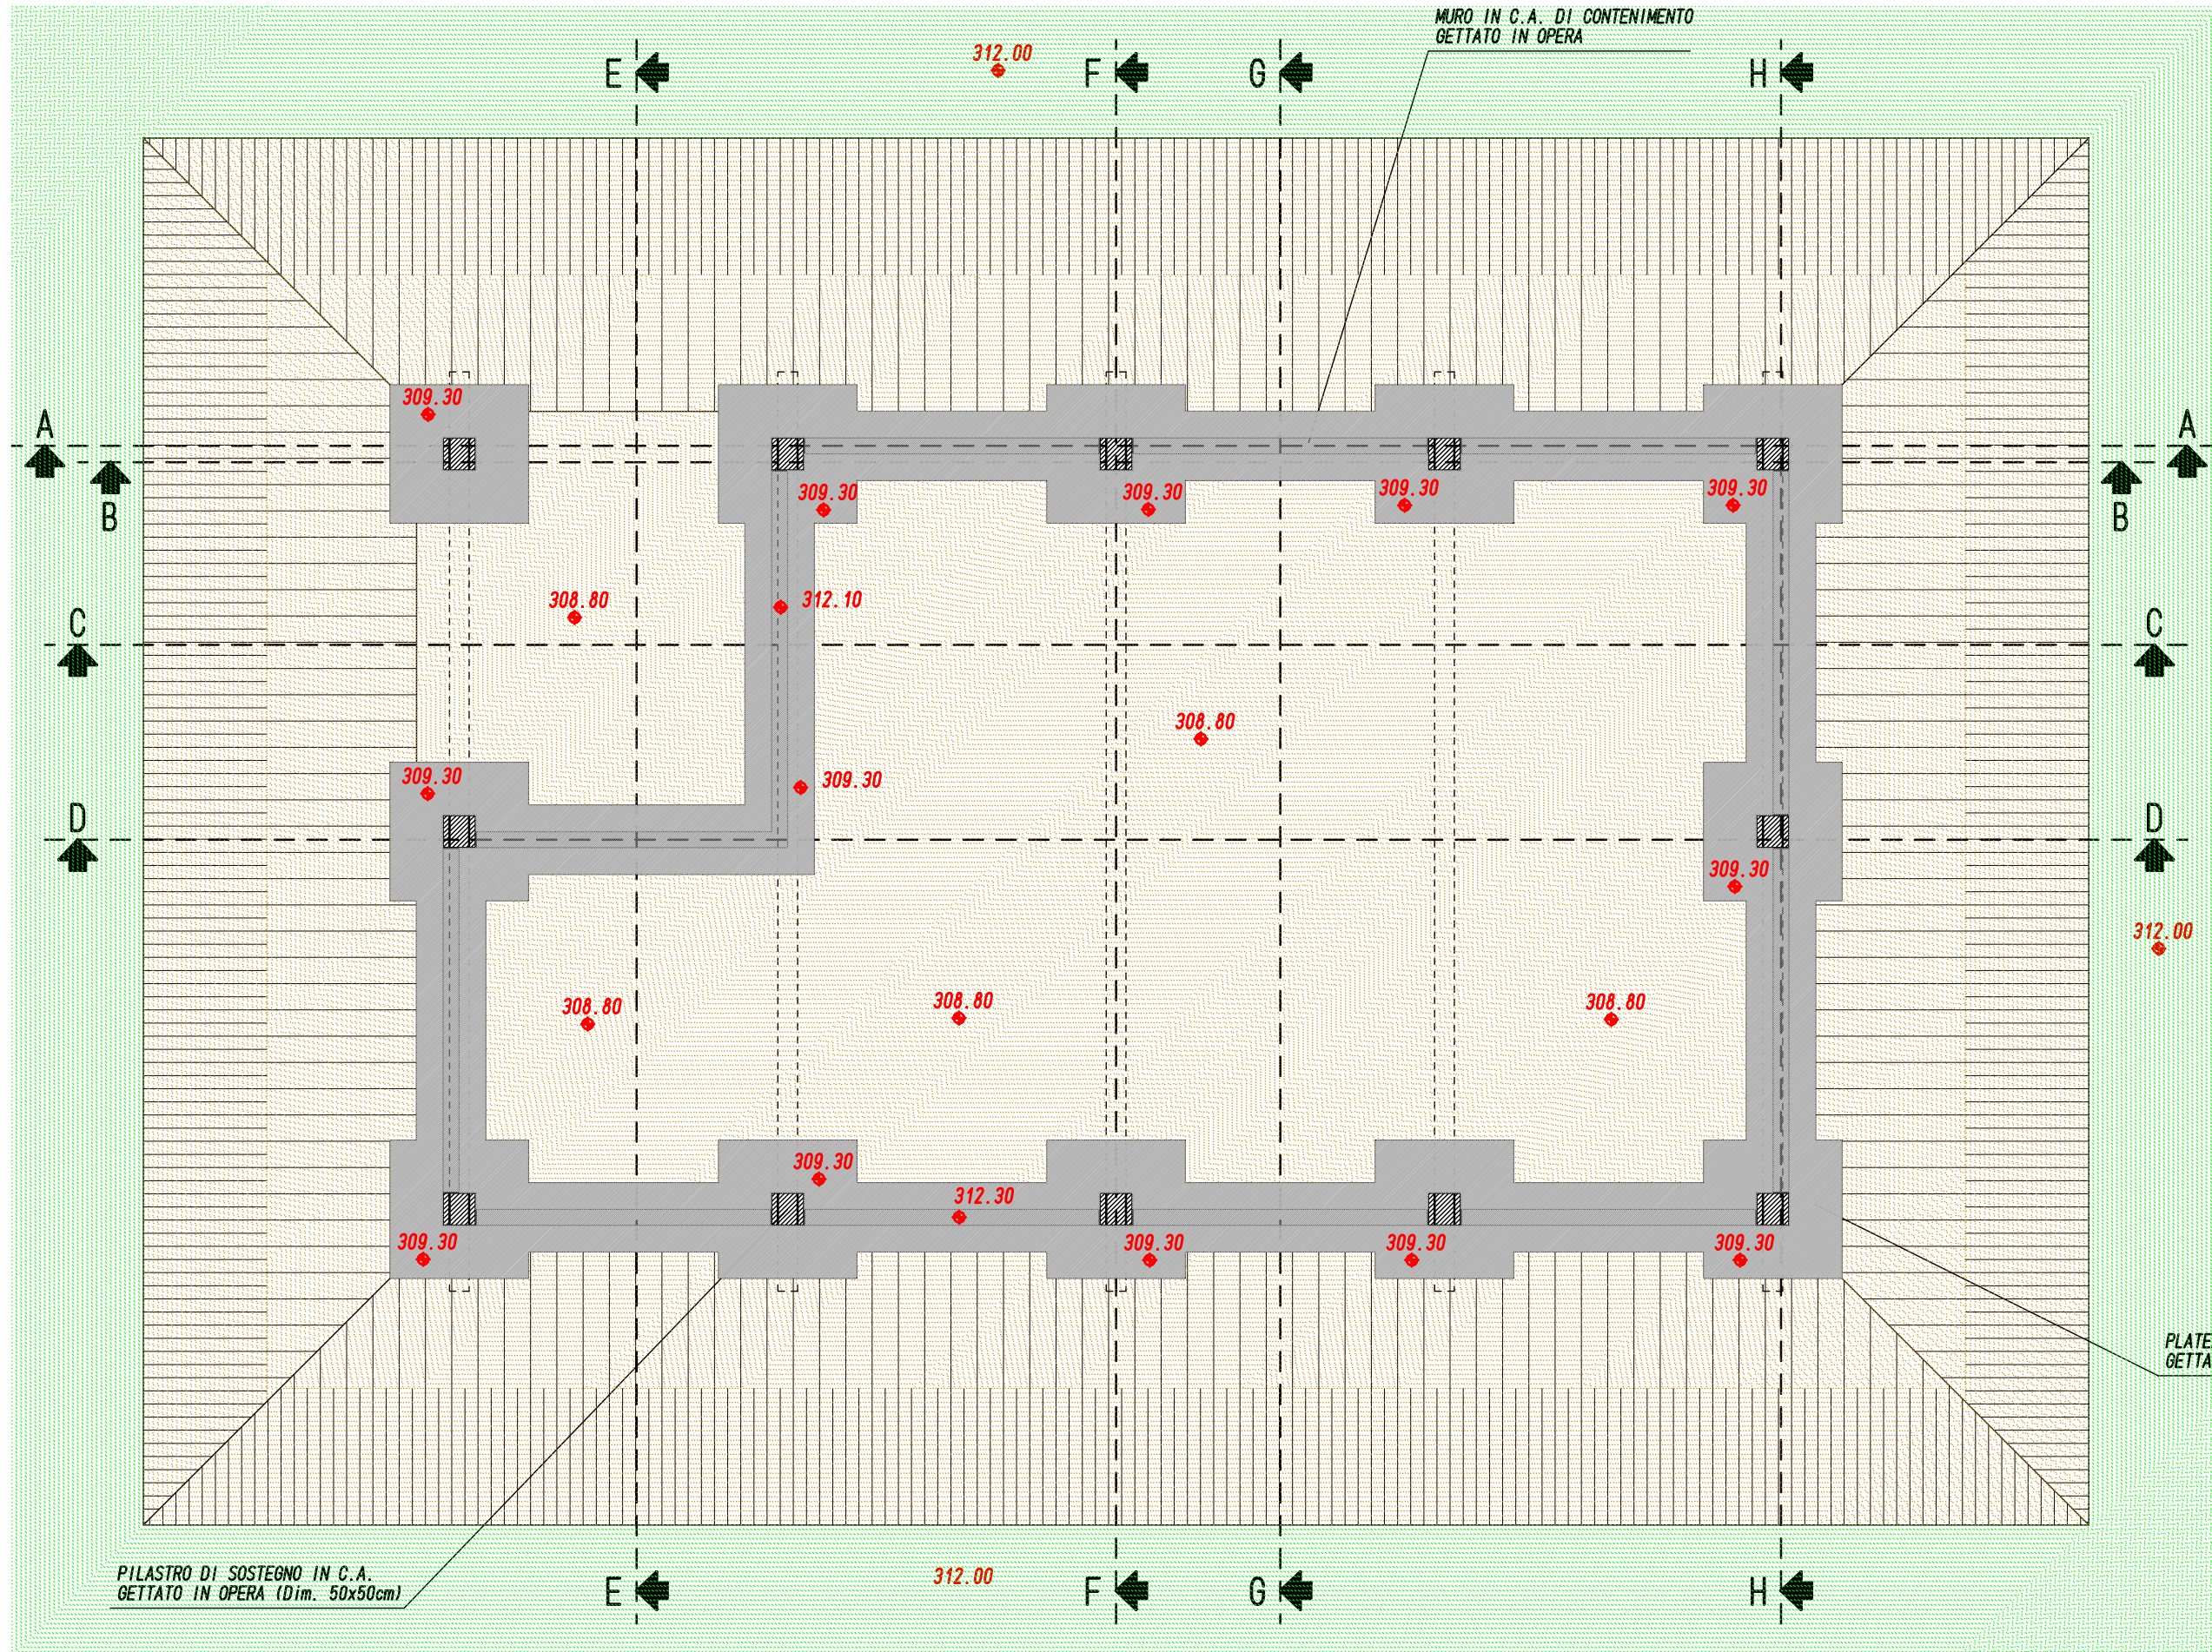 MURO IN C.A. DI CONTENIMENTO
GETTATO IN OPERA
312.00
E
F
G
H
309.30
A
A
B
B
309.30
309.30
309.30
309.30
308.80
312.10
C
C
308.80
309.30
309.30
D
D
309.30
312.00
308.80
308.80
308.80
309.30
312.30
309.30
309.30
309.30
309.30
PLATE
GETTA
PILASTRO DI SOSTEGNO IN C.A.
GETTATO IN OPERA (Dim. 50x50cm)
312.00
E
F
G
H